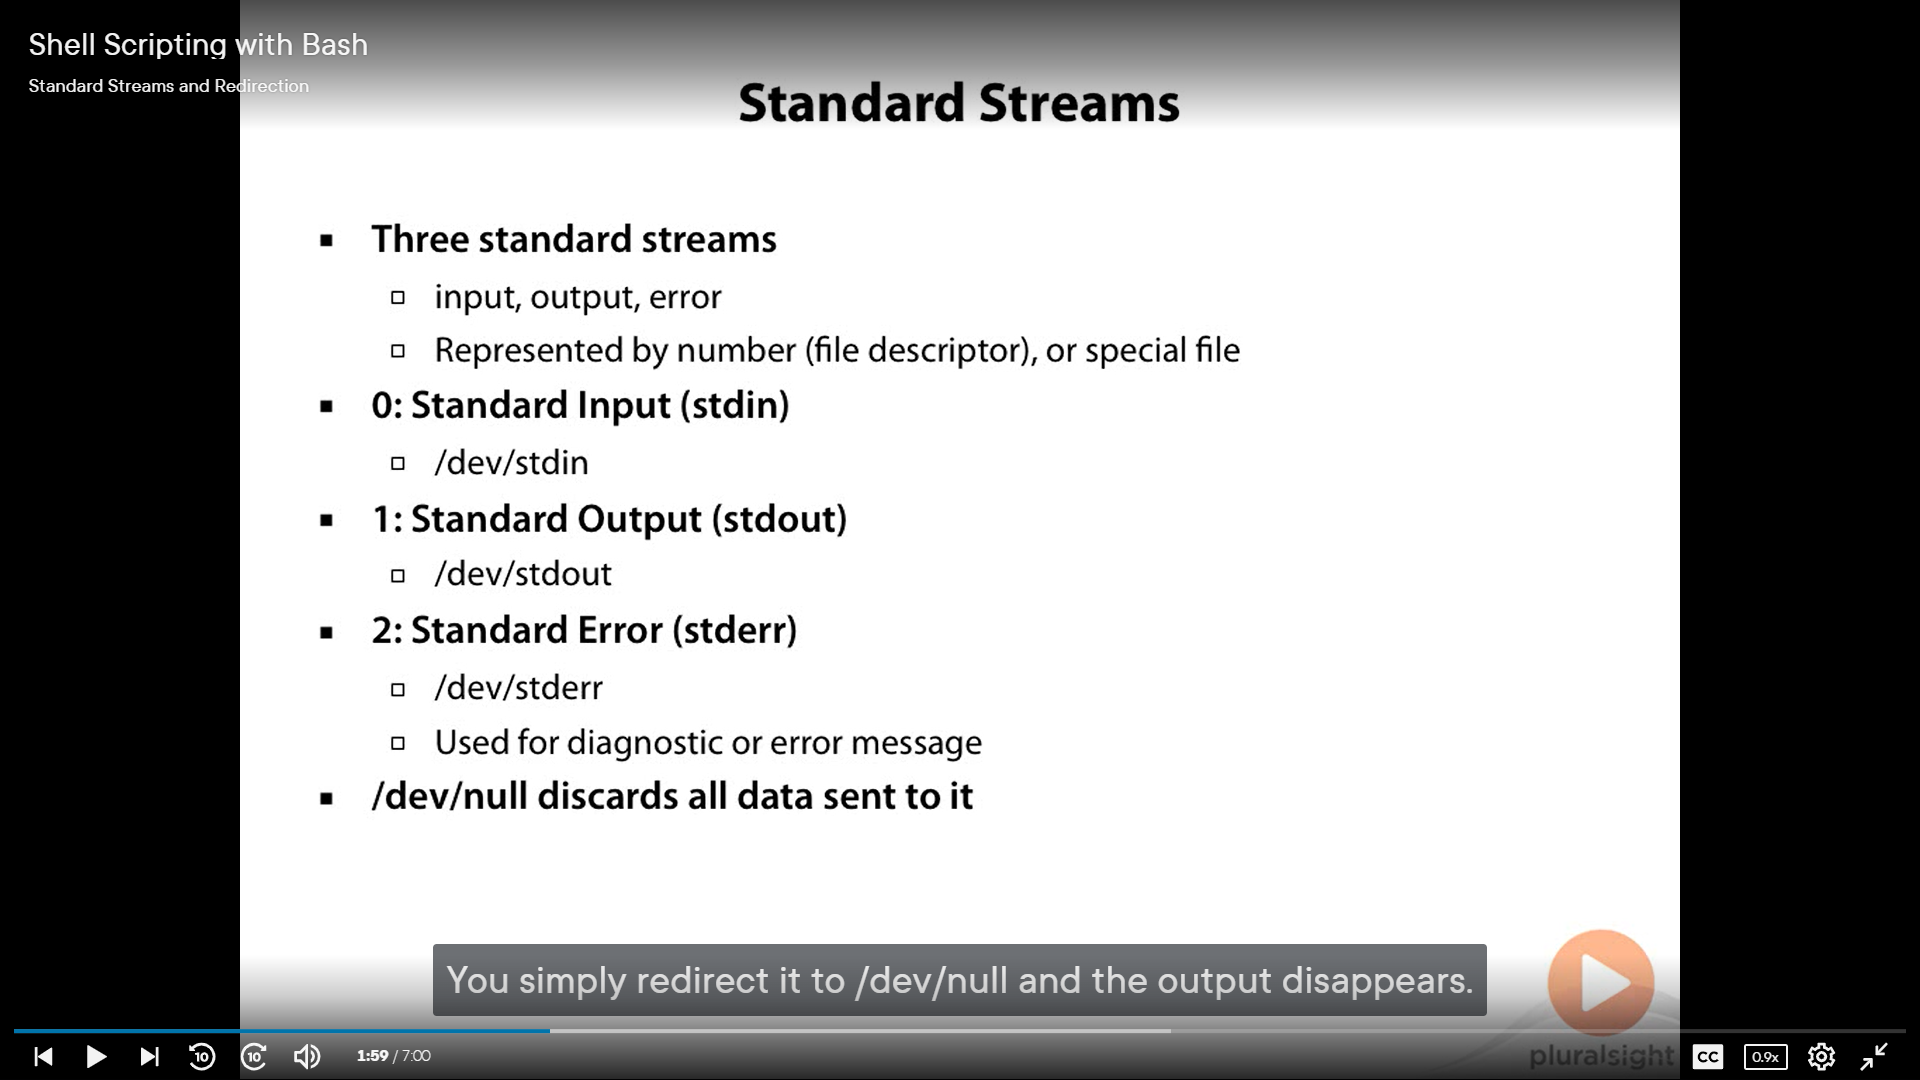 Shell Scripting with Bash
Standard Streams and Redirection
Standard Streams
Three standard streams
input, output, error
Represented by number (file descriptor), or special file
0: Standard Input (stdin)
/dev/stdin
1: Standard Output (stdout)
/dev/stdout
2: Standard Error (stderr)
/dev/stderr
Used for diagnostic or error message
/dev/null discards all data sent to it
You simply redirect it to /dev/null and the output disappears.
10 10 1:59 / 7:00 pluralsight CC 0.9x